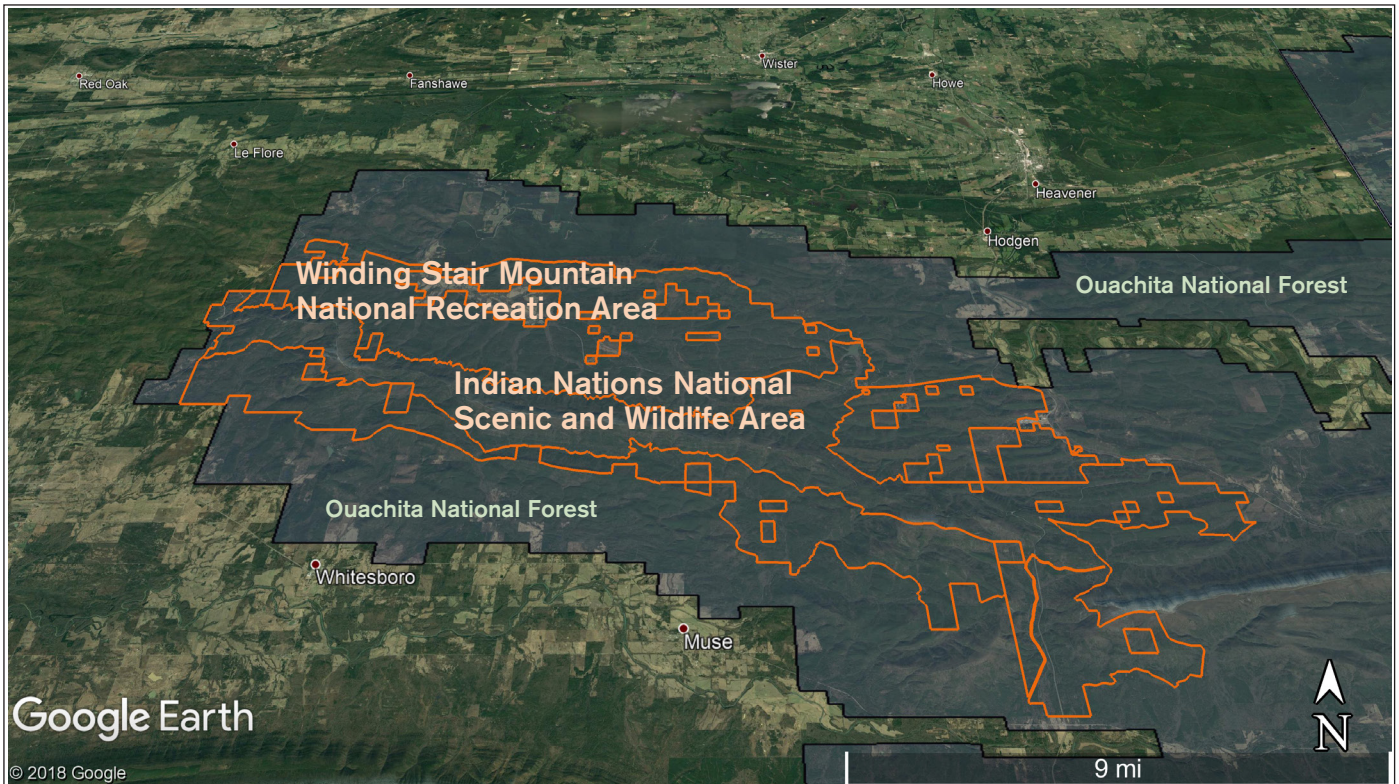 Red Oak
Fanshawe
Wister
Howe
Le Flore
Heavener
Hodgen
Winding Stair Mountain
National Recreation Area
Ouachita National Forest
Indian Nations National
Scenic and Wildlife Area
Ouachita National Forest
Whitesboro
Muse
Google Earth
N
© 2018 Google
9 mi